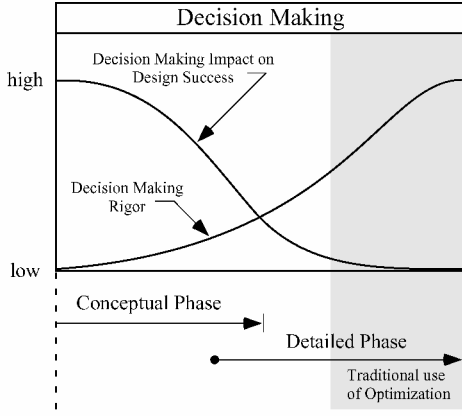 Decision Making
high
Decision Making Impact on
Design Success
Decision Making
Rigor
low
Conceptual Phase
Detailed Phase
Traditional use
of Optimization